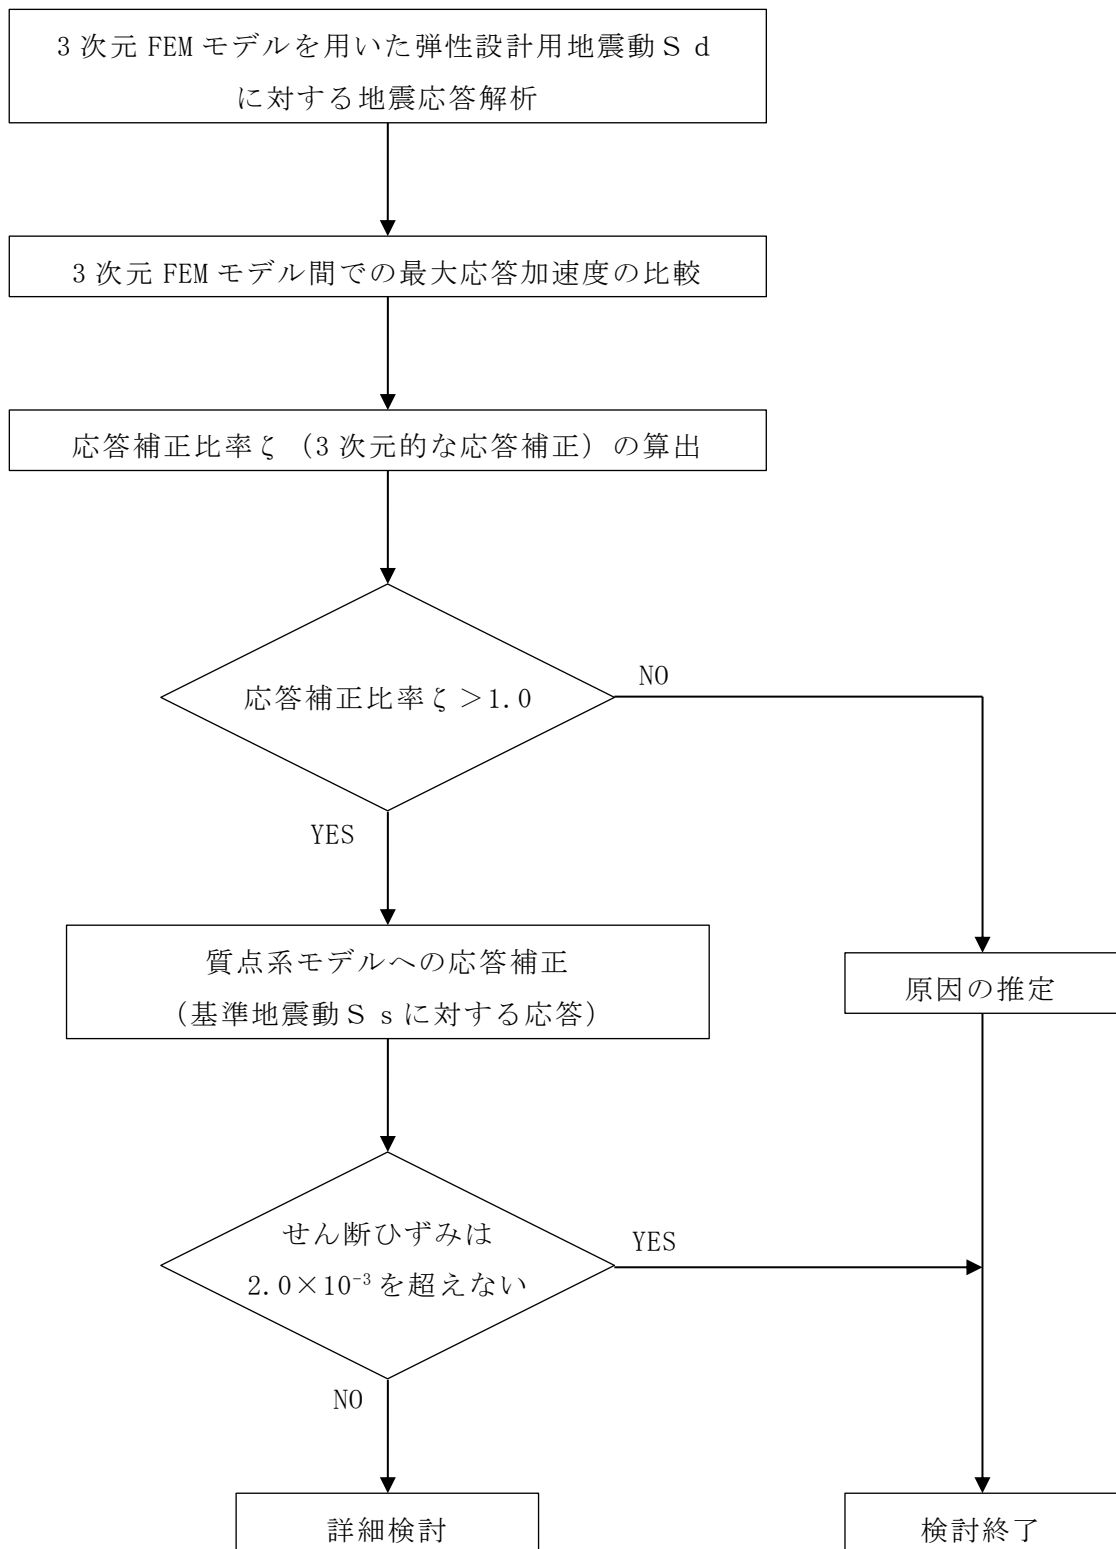 3次元 FEM モデルを用いた弾性設計用地震動Ｓｄ
に対する地震応答解析
3次元 FEM モデル間での最大応答加速度の比較
応答補正比率ζ（3次元的な応答補正）の算出
応答補正比率ζ＞1.0
NO
YES
質点系モデルへの応答補正
（基準地震動Ｓｓに対する応答）
原因の推定
せん断ひずみは
2.0×10⁻³を超えない
YES
NO
詳細検討
検討終了